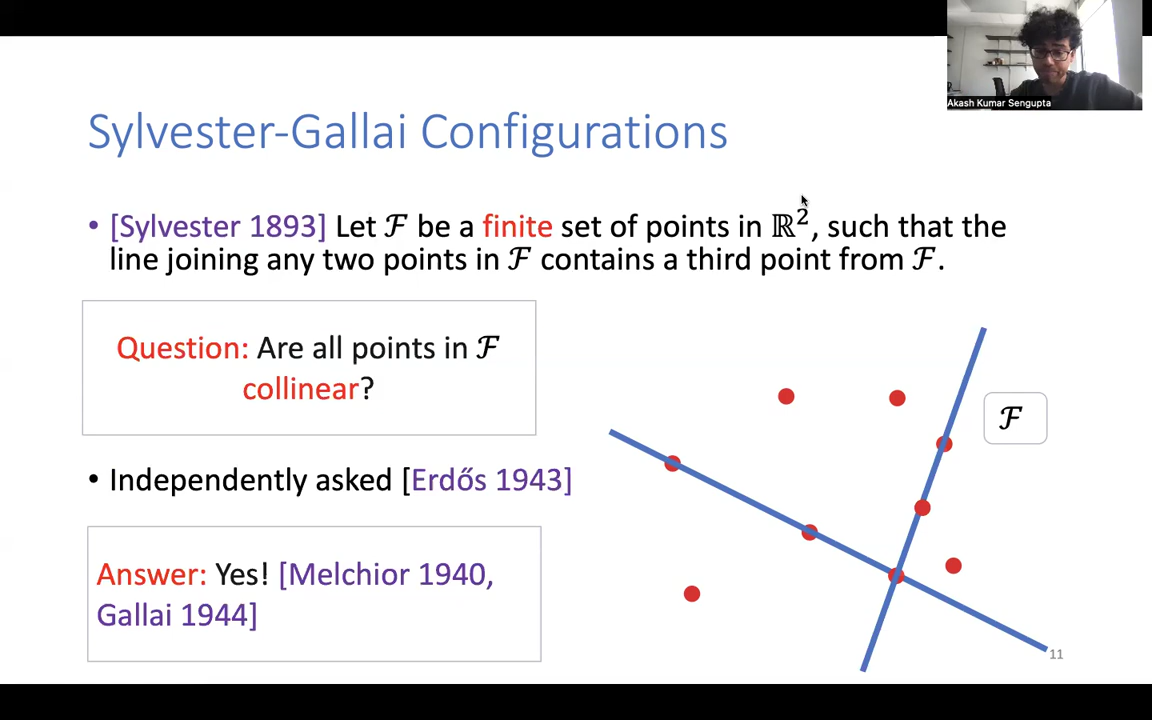 Akash Kumar Sengupta
Sylvester-Gallai Configurations
• [Sylvester 1893] Let ℱ be a finite set of points in ℝ², such that the
line joining any two points in ℱ contains a third point from ℱ.
Question: Are all points in ℱ
collinear?
ℱ
• Independently asked [Erdős 1943]
Answer: Yes! [Melchior 1940,
Gallai 1944]
11